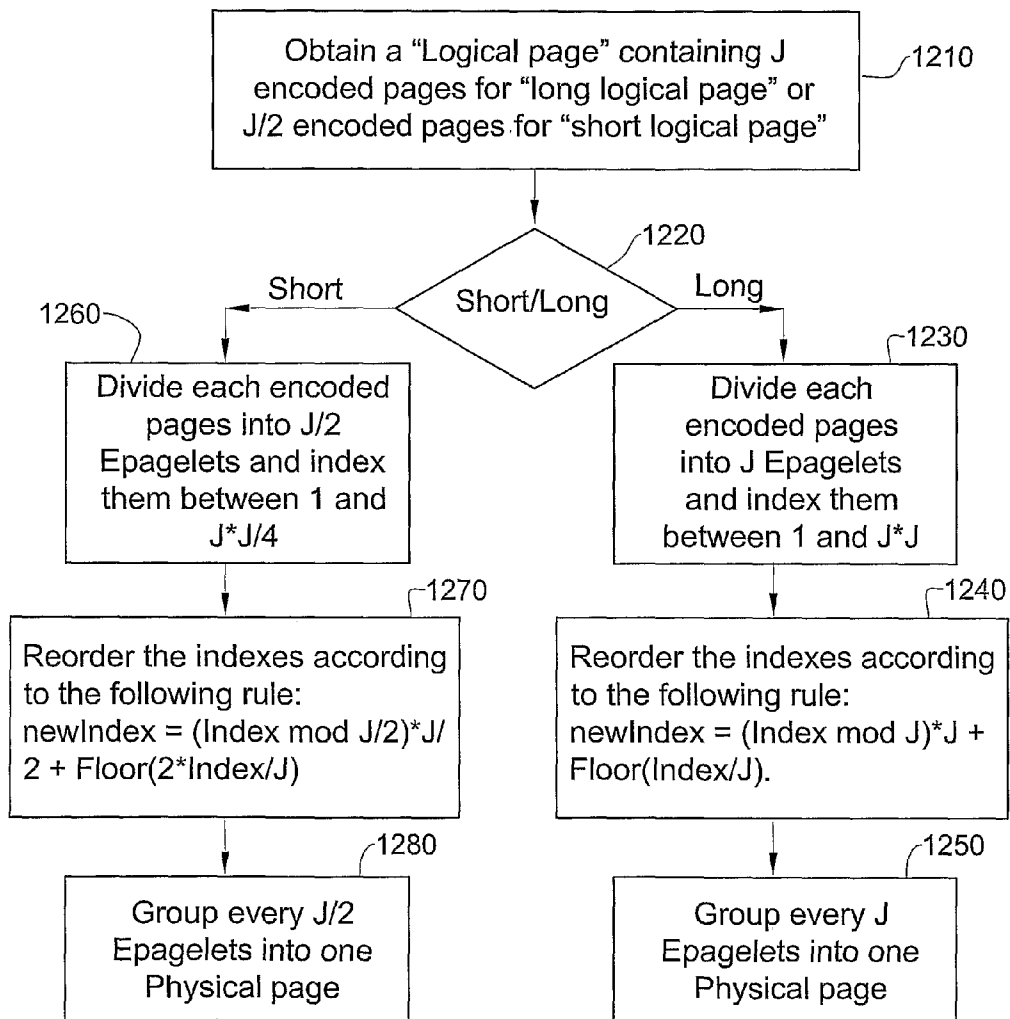 Obtain a “Logical page” containing J
encoded pages for “long logical page” or
J/2 encoded pages for “short logical page”
1210
1220
Short/Long
Short
Long
1260
Divide each encoded
pages into J/2
Epagelets and index
them between 1 and
J*J/4
1230
Divide each
encoded pages
into J Epagelets
and index them
between 1 and J*J
1270
Reorder the indexes according
to the following rule:
newIndex = (Index mod J/2)*J/
2 + Floor(2*Index/J)
1240
Reorder the indexes according
to the following rule:
newIndex = (Index mod J)*J +
Floor(Index/J).
1280
Group every J/2
Epagelets into one
Physical page
1250
Group every J
Epagelets into one
Physical page